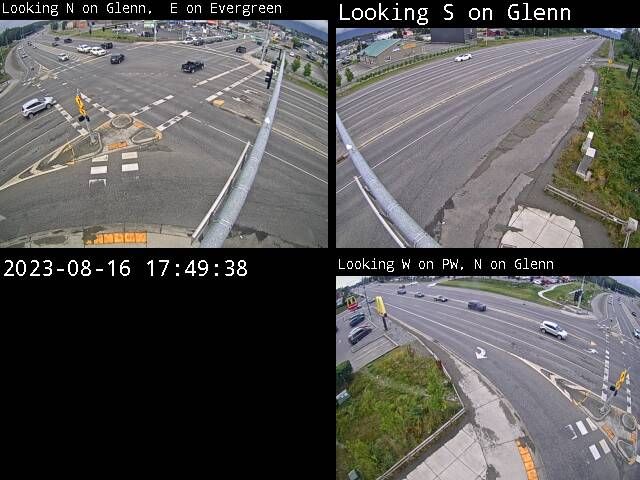 Looking N on Glenn,  E on Evergreen
Looking S on Glenn
2023-08-16 17:49:38
Looking W on PW, N on Glenn